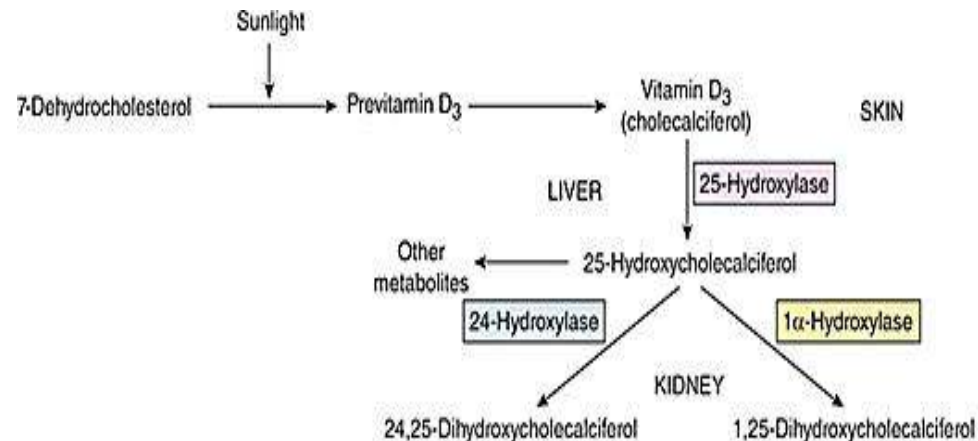 Sunlight
7-Dehydrocholesterol
Previtamin D3
Vitamin D3
(cholecalciferol)
SKIN
LIVER
25-Hydroxylase
Other
metabolites
25-Hydroxycholecalciferol
24-Hydroxylase
1α-Hydroxylase
KIDNEY
24,25-Dihydroxycholecalciferol
1,25-Dihydroxycholecalciferol